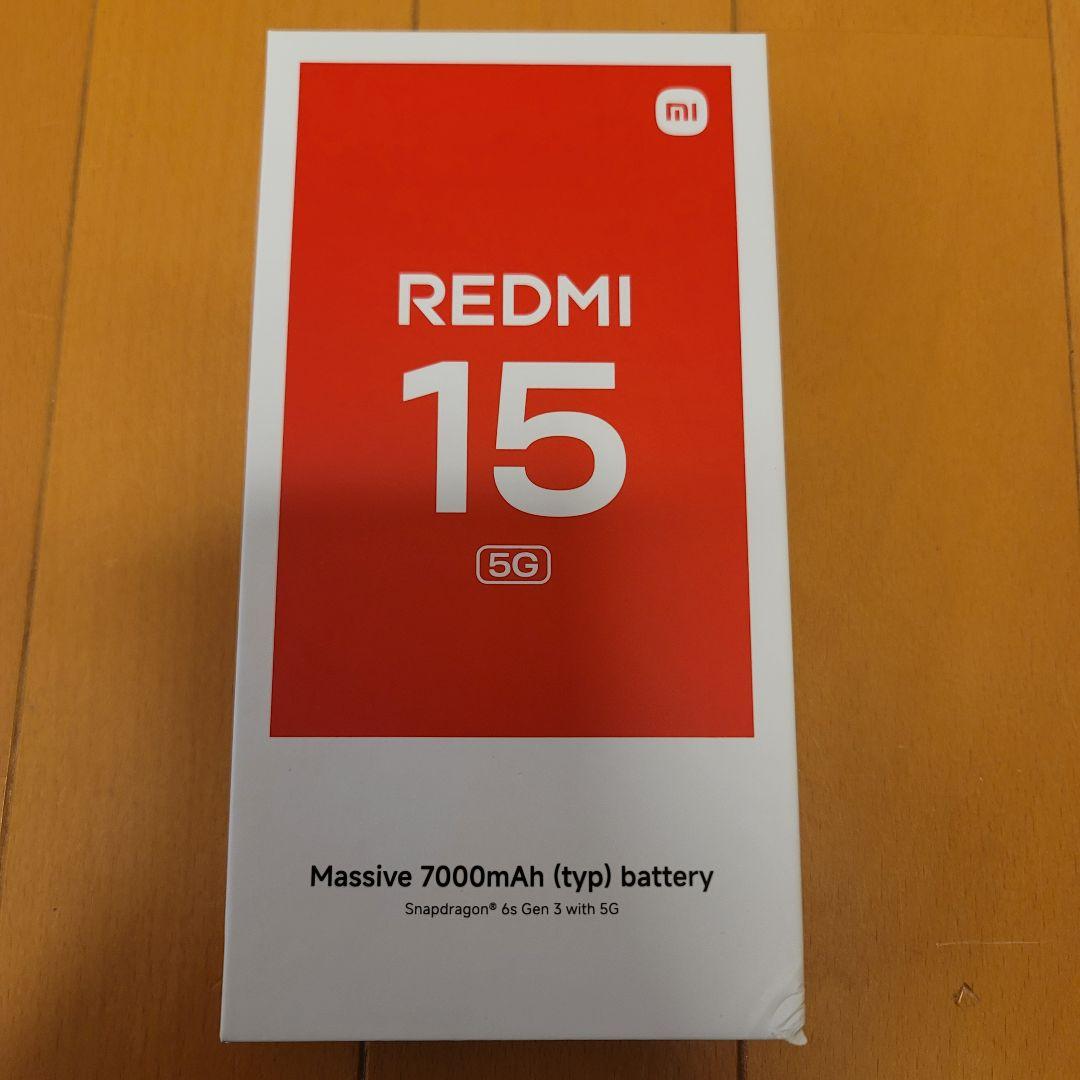 mi
REDMI
15
5G
Massive 7000mAh (typ) battery
Snapdragon® 6s Gen 3 with 5G